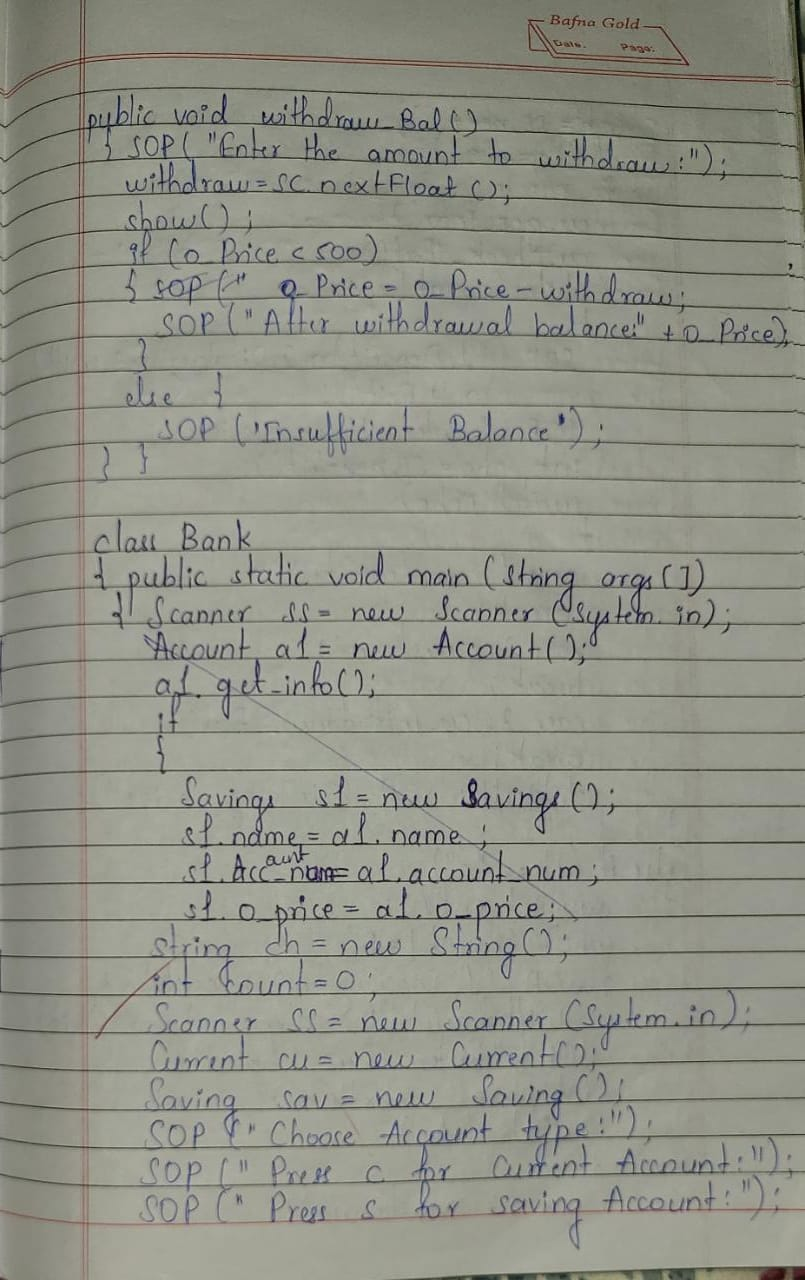 Bafna Gold
Date: Page:
public void withdraw_Bal()
{ SOP( "Enter the amount to withdraw:");
withdraw = SC.nextFloat();
show();
if (o_Price < 500)
{ SOP(" o_Price = o_Price - withdraw;
SOP ("After withdrawal balance:" + o_Price),
}
else {
SOP ('Insufficient Balance');
} }
class Bank
{ public static void main (String args[])
{ Scanner ss = new Scanner (System.in);
Account a1 = new Account();
a1.get_info();
if
{
Savings s1 = new Savings();
s1.name = a1.name;
s1.Account_num = a1.account_num;
s1.o_price = a1.o_price;
string ch = new String();
int count = 0;
Scanner ss = new Scanner (System.in);
Current cu = new Current();
Saving sav = new Saving();
SOP (" Choose Account type:");
SOP (" Press c for Current Account:");
SOP (" Press s for saving Account:");